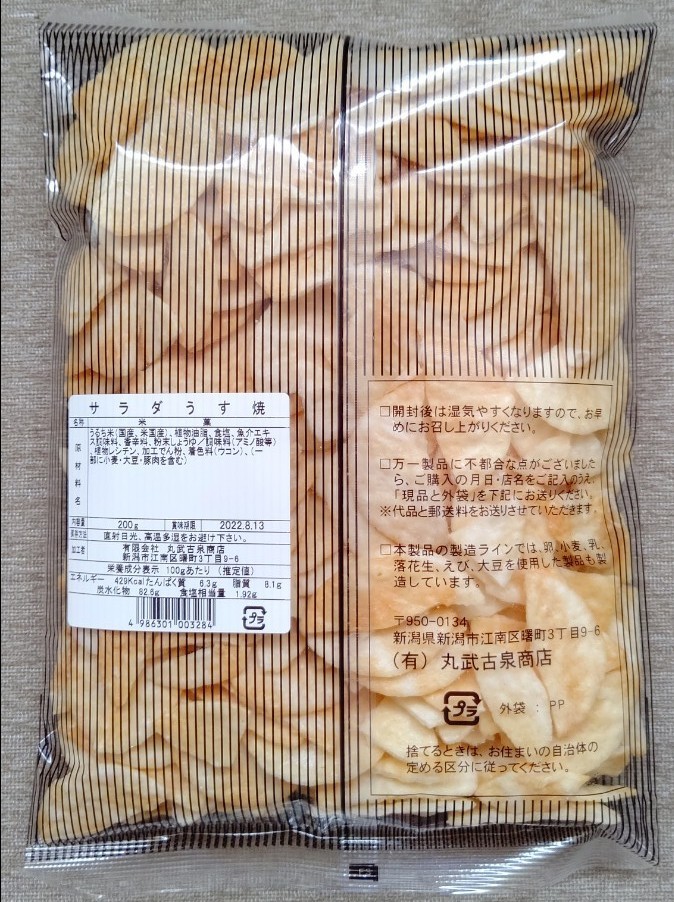 サラダうす焼
名称 米菓
原材料名
うるち米(国産、米国産)、植物油脂、食塩、魚介エキ
ス調味料、香辛料、粉末しょうゆ／調味料(アミノ酸等)
、植物レシチン、加工でん粉、着色料(ウコン)、(一
部に小麦・大豆・豚肉を含む)
内容量 200g 賞味期限 2022.8.13
保存方法 直射日光、高温多湿をお避け下さい。
加工者 有限会社 丸武古泉商店
新潟市江南区曙町3丁目9-6
栄養成分表示 100gあたり (推定値)
エネルギー 429Kcal たんぱく質 6.3g 脂質 8.1g
炭水化物 82.6g 食塩相当量 1.92g
4 986301 003284
プラ
□開封後は湿気やすくなりますので、お早
めにお召し上がりください。
□万一製品に不都合な点がございました
ら、ご購入の月日・店名をご記入のうえ、
「現品と外袋」を下記にお送りください。
※代品と郵送料をお送りさせていただきます。
□本製品の製造ラインでは、卵、小麦、乳、
落花生、えび、大豆を使用した製品も製
造しています。
〒950-0134
新潟県新潟市江南区曙町3丁目9-6
(有) 丸武古泉商店
プラ 外袋 : PP
捨てるときは、お住まいの自治体の
定める区分に従ってください。